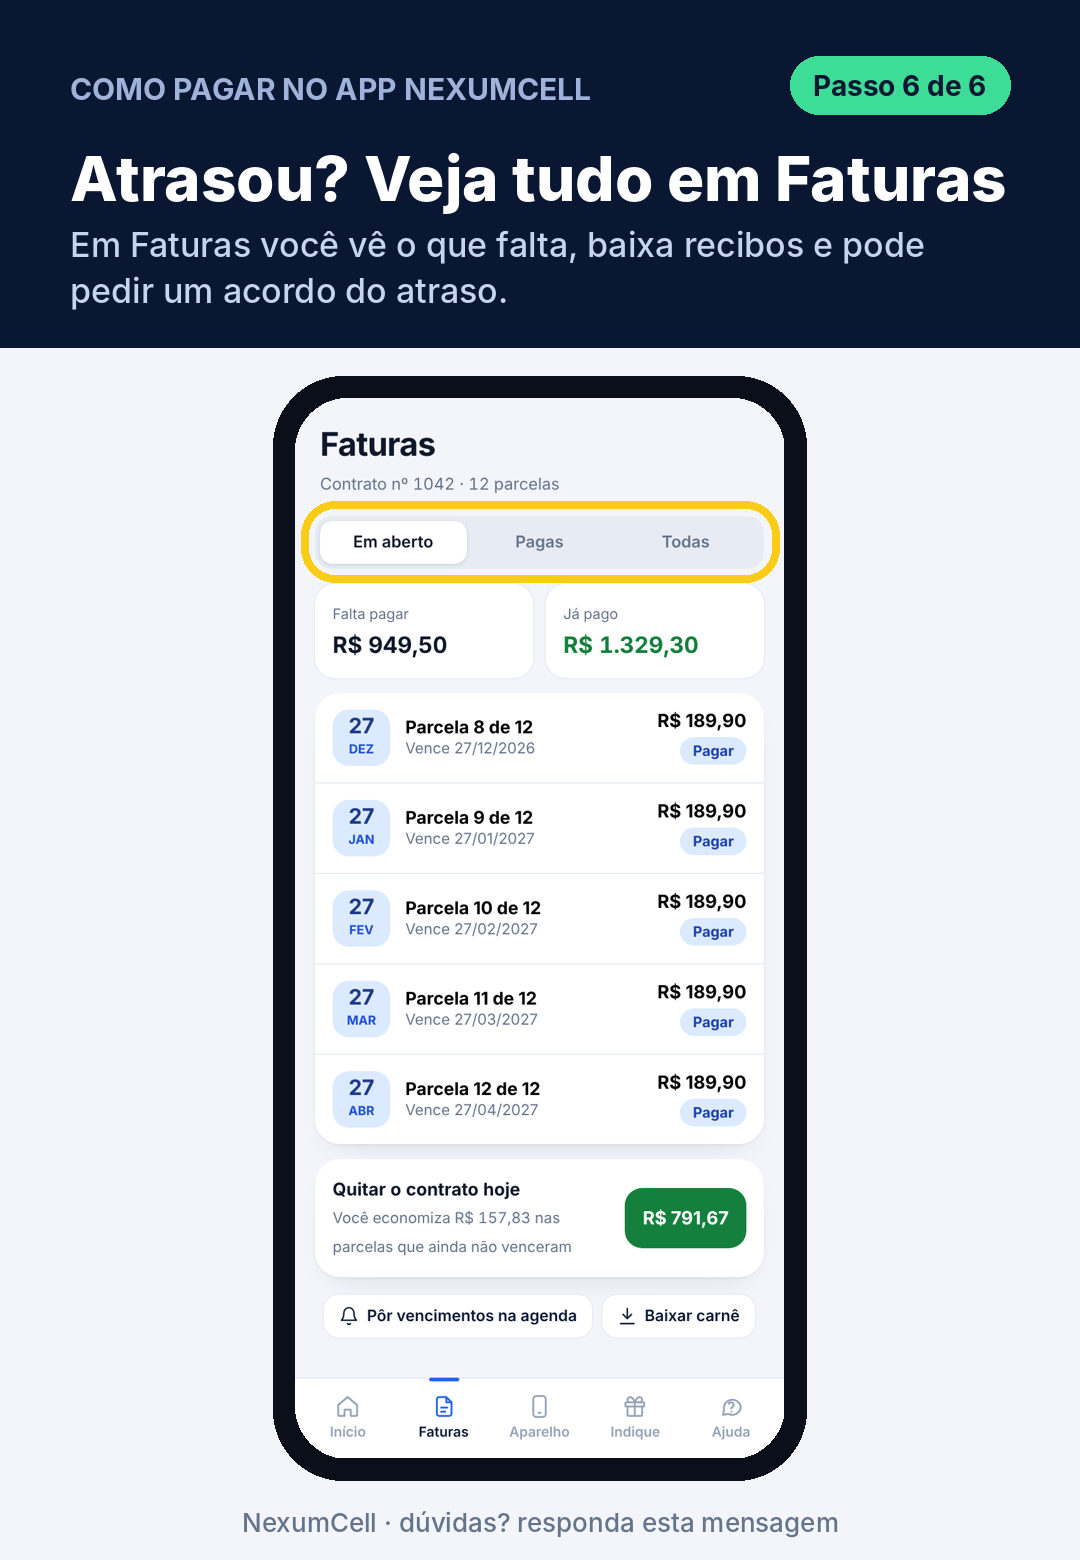 COMO PAGAR NO APP NEXUMCELL
Passo 6 de 6
Atrasou? Veja tudo em Faturas
Em Faturas você vê o que falta, baixa recibos e pode
pedir um acordo do atraso.
Faturas
Contrato nº 1042 · 12 parcelas
Em aberto
Pagas
Todas
Falta pagar
R$ 949,50
Já pago
R$ 1.329,30
27
DEZ
Parcela 8 de 12
Vence 27/12/2026
R$ 189,90
Pagar
27
JAN
Parcela 9 de 12
Vence 27/01/2027
R$ 189,90
Pagar
27
FEV
Parcela 10 de 12
Vence 27/02/2027
R$ 189,90
Pagar
27
MAR
Parcela 11 de 12
Vence 27/03/2027
R$ 189,90
Pagar
27
ABR
Parcela 12 de 12
Vence 27/04/2027
R$ 189,90
Pagar
Quitar o contrato hoje
Você economiza R$ 157,83 nas
parcelas que ainda não venceram
R$ 791,67
Pôr vencimentos na agenda
Baixar carnê
Início
Faturas
Aparelho
Indique
Ajuda
NexumCell · dúvidas? responda esta mensagem